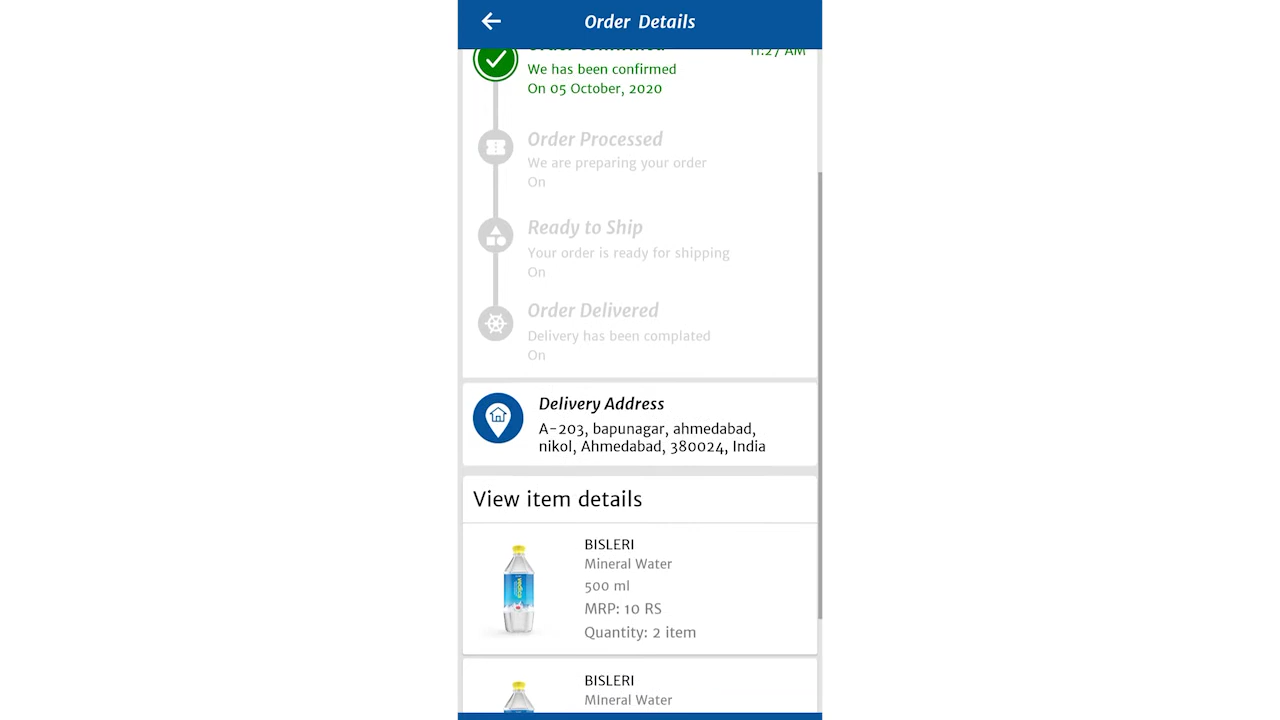 Order Details
Order confirmed
11:27 AM
We has been confirmed
On 05 October, 2020
Order Processed
We are preparing your order
On
Ready to Ship
Your order is ready for shipping
On
Order Delivered
Delivery has been complated
On
Delivery Address
A-203, bapunagar, ahmedabad,
nikol, Ahmedabad, 380024, India
View item details
BISLERI
Mineral Water
500 ml
MRP: 10 RS
Quantity: 2 item
BISLERI
MIneral Water